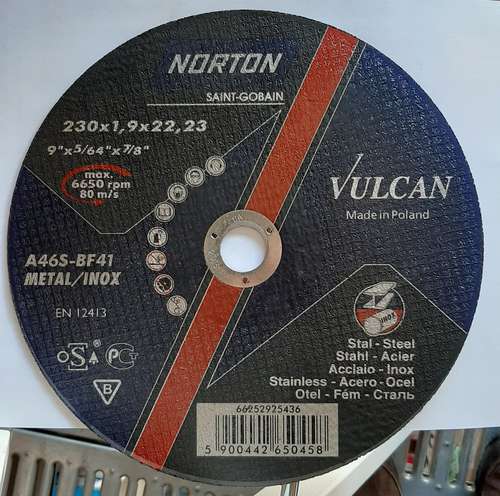 NORTON
SAINT-GOBAIN
230x1,9x22,23
9"x5/64"x7/8"
max.
6650 rpm
80 m/s
VULCAN
Made in Poland
A46S-BF41
METAL/INOX
EN 12413
oSa®
B
INOX
Stal - Steel
Stahl - Acier
Acclaio - Inox
Stainless - Acero - Ocel
Otel - Fém - Сталь
66252925436
5 900442 650458